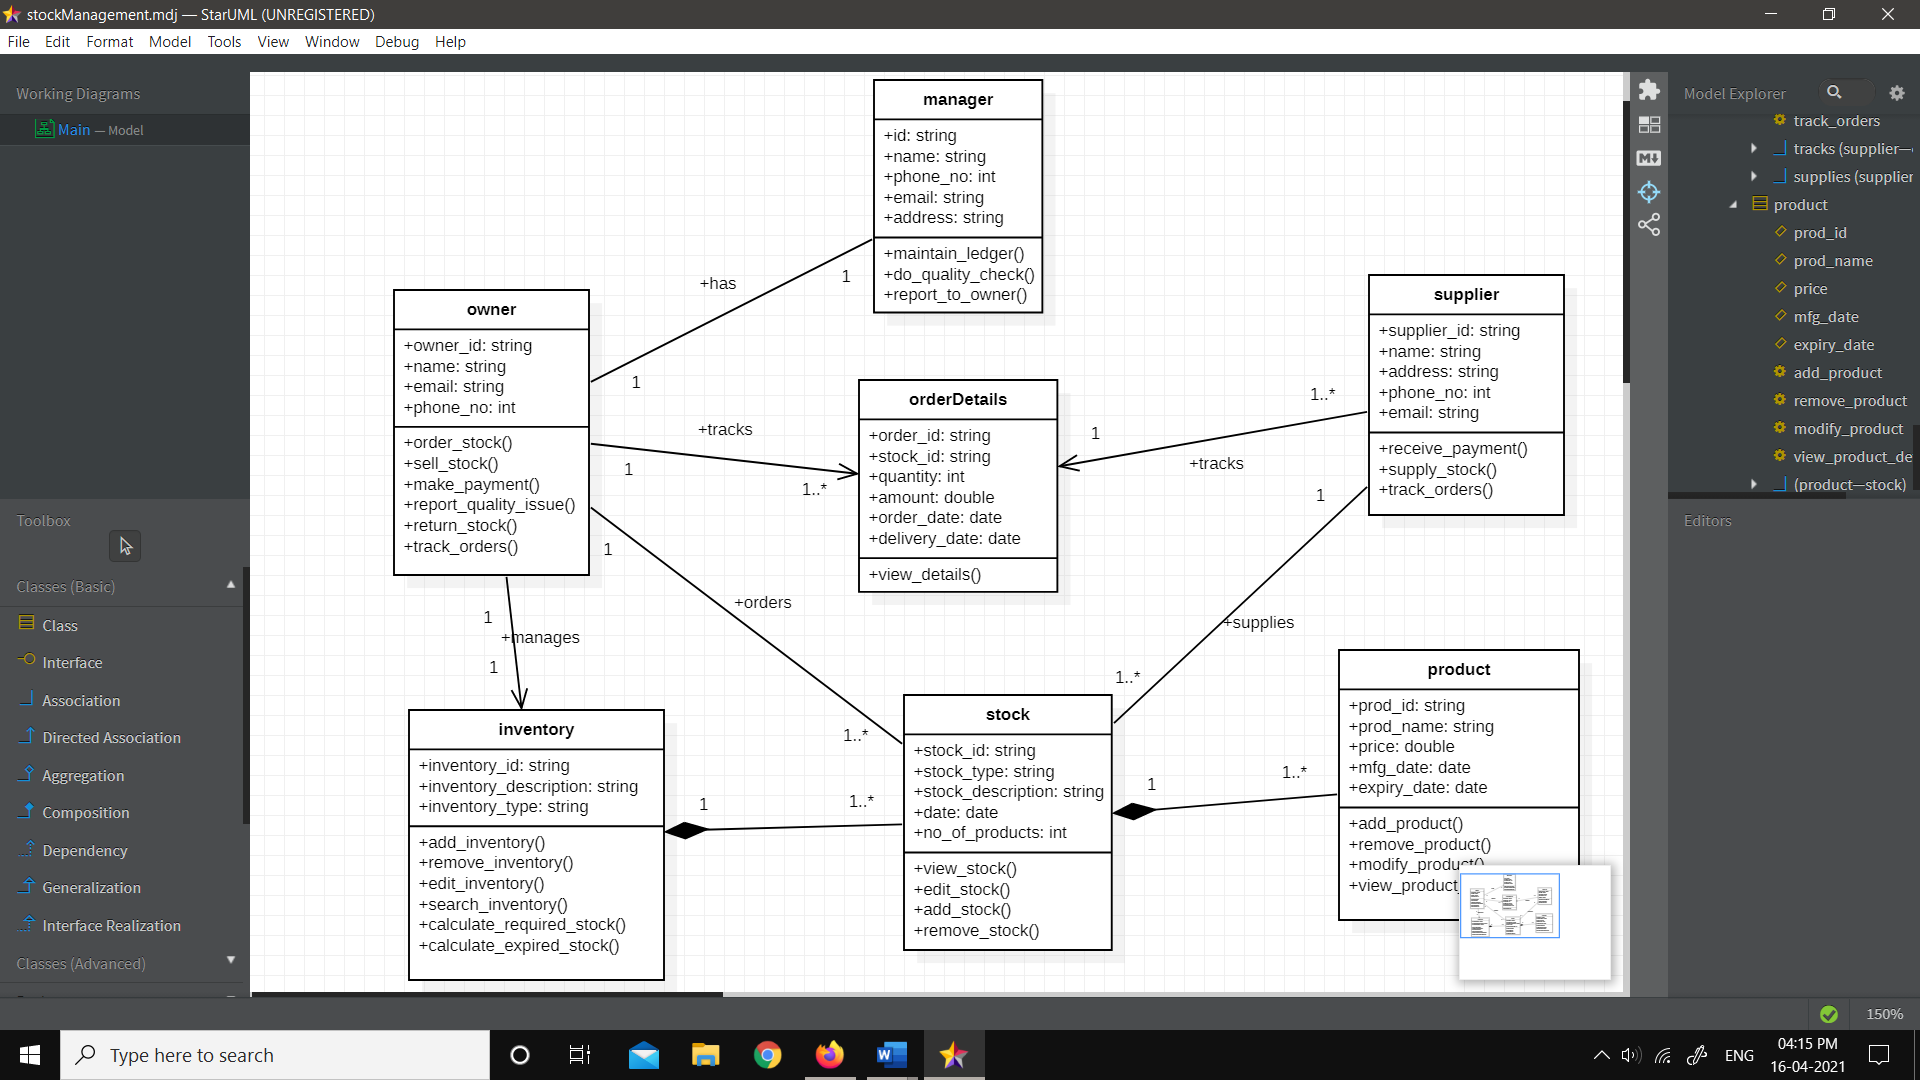 stockManagement.mdj — StarUML (UNREGISTERED)
File Edit Format Model Tools View Window Debug Help
Working Diagrams
Main — Model
Toolbox
Classes (Basic)
Class
Interface
Association
Directed Association
Aggregation
Composition
Dependency
Generalization
Interface Realization
Classes (Advanced)
manager
+id: string
+name: string
+phone_no: int
+email: string
+address: string
+maintain_ledger()
+do_quality_check()
+report_to_owner()
+has
1
1
owner
+owner_id: string
+name: string
+email: string
+phone_no: int
+order_stock()
+sell_stock()
+make_payment()
+report_quality_issue()
+return_stock()
+track_orders()
+tracks
1
1..*
orderDetails
+order_id: string
+stock_id: string
+quantity: int
+amount: double
+order_date: date
+delivery_date: date
+view_details()
supplier
+supplier_id: string
+name: string
+address: string
+phone_no: int
+email: string
+receive_payment()
+supply_stock()
+track_orders()
1..*
1
+tracks
1
+supplies
1..*
1
+orders
1..*
1
+manages
1
inventory
+inventory_id: string
+inventory_description: string
+inventory_type: string
+add_inventory()
+remove_inventory()
+edit_inventory()
+search_inventory()
+calculate_required_stock()
+calculate_expired_stock()
1
1..*
stock
+stock_id: string
+stock_type: string
+stock_description: string
+date: date
+no_of_products: int
+view_stock()
+edit_stock()
+add_stock()
+remove_stock()
1
1..*
product
+prod_id: string
+prod_name: string
+price: double
+mfg_date: date
+expiry_date: date
+add_product()
+remove_product()
+modify_product()
+view_product_
Model Explorer
track_orders
tracks (supplier—
supplies (supplier
product
prod_id
prod_name
price
mfg_date
expiry_date
add_product
remove_product
modify_product
view_product_de
(product—stock)
Editors
150%
Type here to search
ENG
04:15 PM
16-04-2021